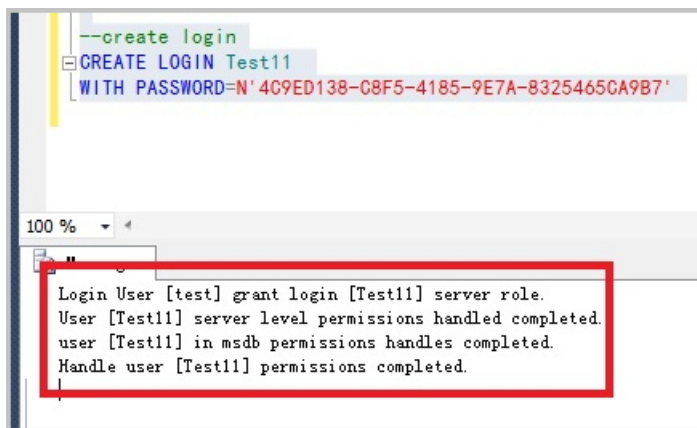 --create login
CREATE LOGIN Test11
WITH PASSWORD=N'4C9ED138-C8F5-4185-9E7A-8325465CA9B7'
100 %
Login User [test] grant login [Test11] server role.
User [Test11] server level permissions handled completed.
user [Test11] in msdb permissions handles completed.
Handle user [Test11] permissions completed.